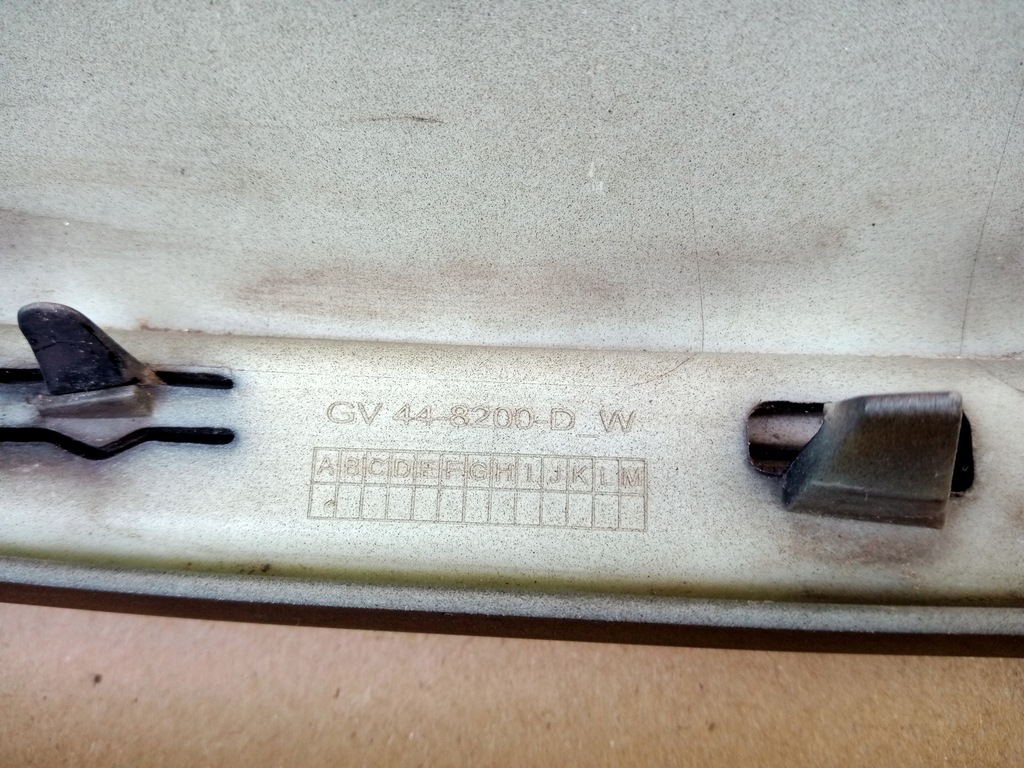 GV 44-8200-D_W
A B C D E F G H I J K L M